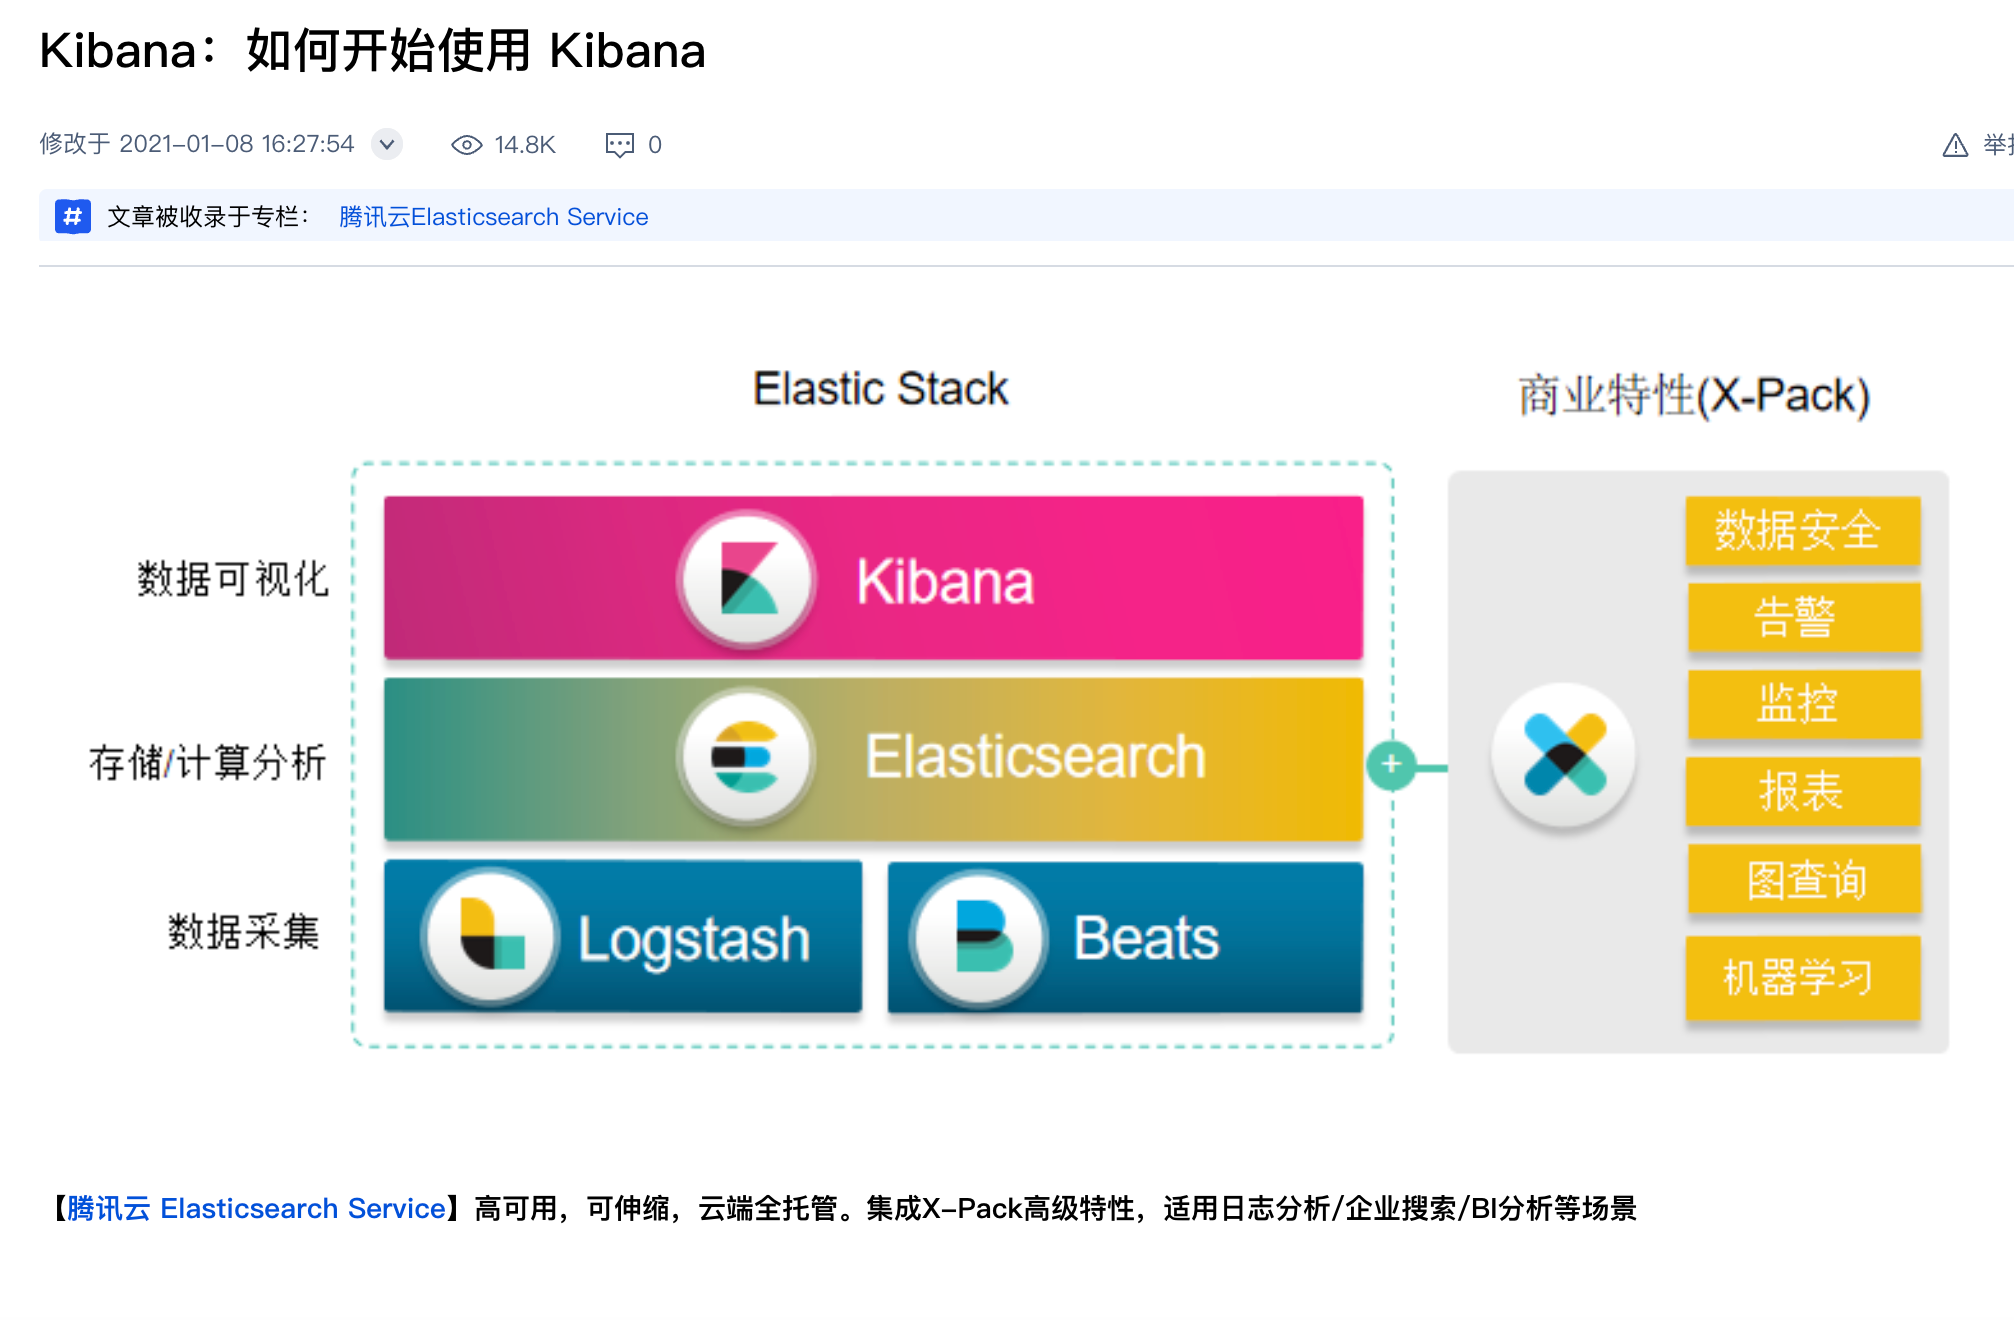 Kibana：如何开始使用 Kibana
修改于 2021-01-08 16:27:54
14.8K
0
举
# 文章被收录于专栏： 腾讯云Elasticsearch Service
Elastic Stack
商业特性(X-Pack)
数据可视化
Kibana
存储/计算分析
Elasticsearch
+
数据采集
Logstash
Beats
数据安全
告警
监控
报表
图查询
机器学习
【腾讯云 Elasticsearch Service】高可用，可伸缩，云端全托管。集成X-Pack高级特性，适用日志分析/企业搜索/BI分析等场景